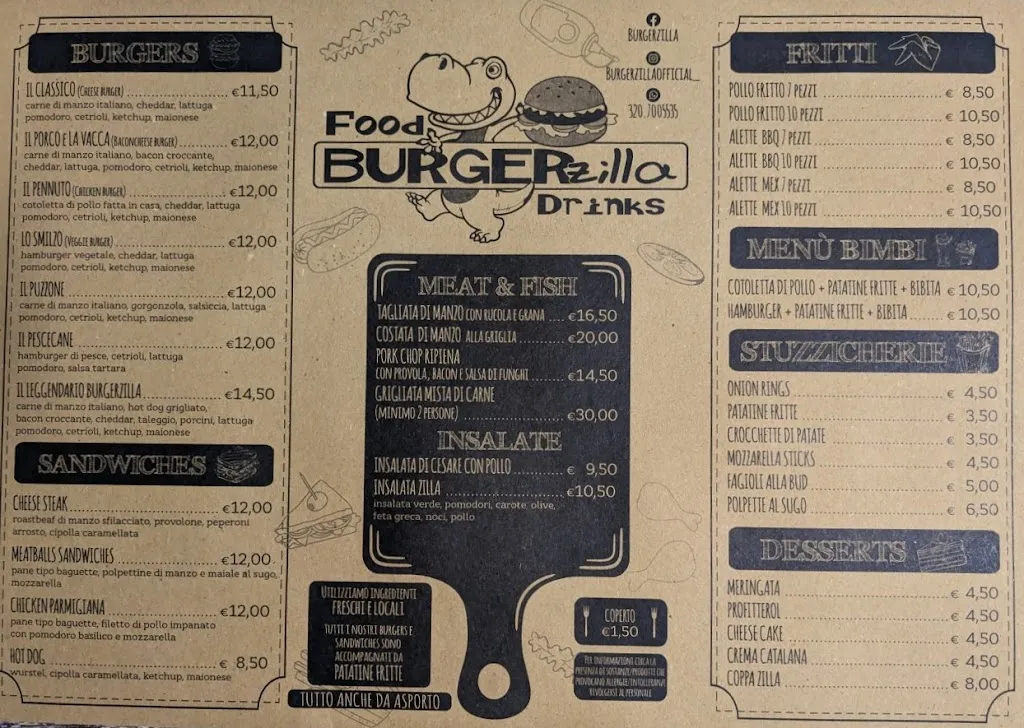 BURGERS
IL CLASSICO (CHEESE BURGER) €11,50
carne di manzo italiano, cheddar, lattuga
pomodoro, cetrioli, ketchup, maionese
IL PORCO E LA VACCA (BACONCHEESE BURGER) €12,00
carne di manzo italiano, bacon croccante,
cheddar, lattuga, pomodoro, cetrioli, ketchup, maionese
IL PENNUTO (CHICKEN BURGER) €12,00
cotoletta di pollo fatta in casa, cheddar, lattuga
pomodoro, cetrioli, ketchup, maionese
LO SMILZO (VEGGIE BURGER) €12,00
hamburger vegetale, cheddar, lattuga
pomodoro, cetrioli, ketchup, maionese
IL PUZZONE €12,00
carne di manzo italiano, gorgonzola, salsiccia, lattuga
pomodoro, cetrioli, ketchup, maionese
IL PESCECANE €12,00
hamburger di pesce, cetrioli, lattuga
pomodoro, salsa tartara
IL LEGGENDARIO BURGERZILLA €14,50
carne di manzo italiano, hot dog grigliato,
bacon croccante, cheddar, taleggio, porcini, lattuga
pomodoro, cetrioli, ketchup, maionese
SANDWICHES
CHEESE STEAK €12,00
roastbeef di manzo sfilacciato, provolone, peperoni
arrosto, cipolla caramellata
MEATBALLS SANDWICHES €12,00
pane tipo baguette, polpettine di manzo e maiale al sugo,
mozzarella
CHICKEN PARMIGIANA €12,00
pane tipo baguette, filetto di pollo impanato
con pomodoro basilico e mozzarella
HOT DOG € 8,50
wurstel, cipolla caramellata, ketchup, maionese
BURGERZILLA
BURGERZILLAOFFICIAL_
320 7005535
Food
BURGERzilla
Drinks
MEAT & FISH
TAGLIATA DI MANZO CON RUCOLA E GRANA €16,50
COSTATA DI MANZO ALLA GRIGLIA €20,00
PORK CHOP RIPIENA
CON PROVOLA, BACON E SALSA DI FUNGHI €14,50
GRIGLIATA MISTA DI CARNE
(MINIMO 2 PERSONE) €30,00
INSALATE
INSALATA DI CESARE CON POLLO € 9,50
INSALATA ZILLA €10,50
insalata verde, pomodori, carote, olive,
feta greca, noci, pollo
UTILIZZIAMO INGREDIENTI
FRESCHI E LOCALI
TUTTI I NOSTRI BURGERS E
SANDWICHES SONO
ACCOMPAGNATI DA
PATATINE FRITTE
TUTTO ANCHE DA ASPORTO
COPERTO
€1,50
PER INFORMAZIONI CIRCA LA
PRESENZA DI SOSTANZE/PRODOTTI CHE
PROVOCANO ALLERGIE/INTOLLERANZE
RIVOLGERSI AL PERSONALE
FRITTI
POLLO FRITTO 7 PEZZI € 8,50
POLLO FRITTO 10 PEZZI € 10,50
ALETTE BBQ 7 PEZZI € 8,50
ALETTE BBQ 10 PEZZI € 10,50
ALETTE MEX 7 PEZZI € 8,50
ALETTE MEX 10 PEZZI € 10,50
MENÙ BIMBI
COTOLETTA DI POLLO + PATATINE FRITTE + BIBITA € 10,50
HAMBURGER + PATATINE FRITTE + BIBITA € 10,50
STUZZICHERIE
ONION RINGS € 4,50
PATATINE FRITTE € 3,50
CROCCHETTE DI PATATE € 3,50
MOZZARELLA STICKS € 4,50
FAGIOLI ALLA BUD € 5,00
POLPETTE AL SUGO € 6,50
DESSERTS
MERINGATA € 4,50
PROFITTEROL € 4,50
CHEESE CAKE € 4,50
CREMA CATALANA € 4,50
COPPA ZILLA € 8,00